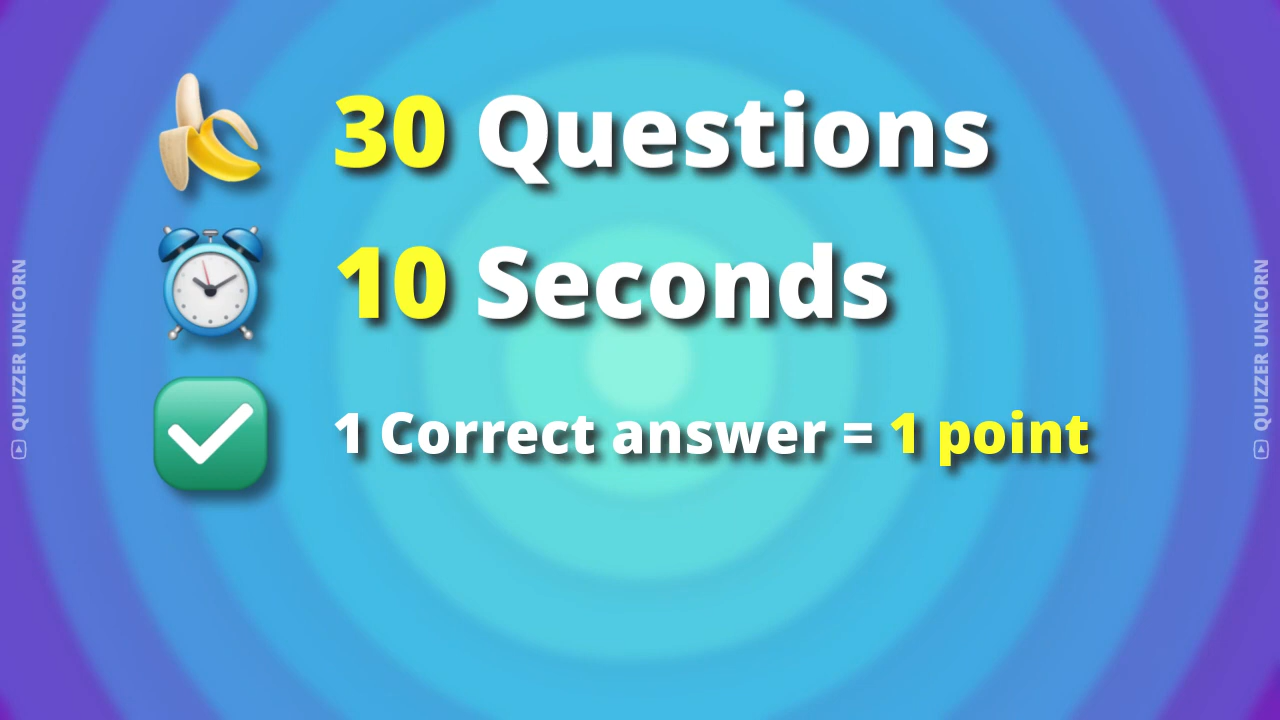 30 Questions
10 Seconds
1 Correct answer = 1 point
QUIZZER UNICORN
QUIZZER UNICORN